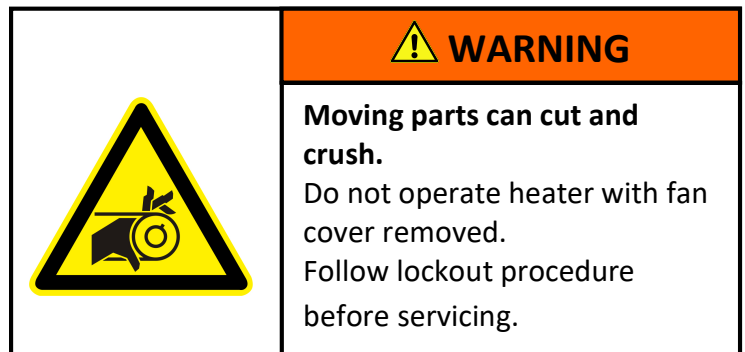 WARNING
Moving parts can cut and
crush.
Do not operate heater with fan
cover removed.
Follow lockout procedure
before servicing.